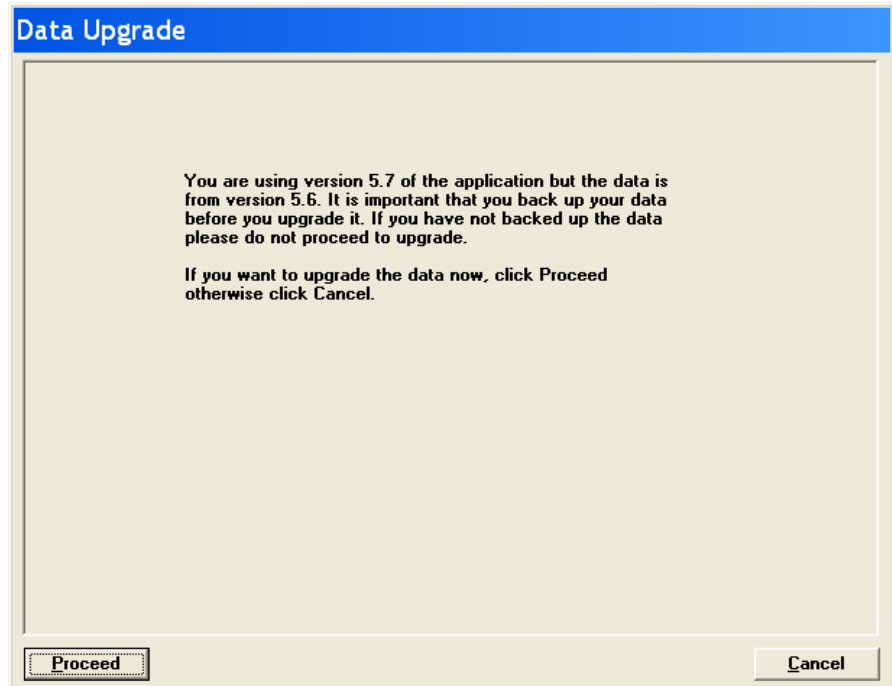 Data Upgrade
You are using version 5.7 of the application but the data is
from version 5.6. It is important that you back up your data
before you upgrade it. If you have not backed up the data
please do not proceed to upgrade.
If you want to upgrade the data now, click Proceed
otherwise click Cancel.
Proceed
Cancel